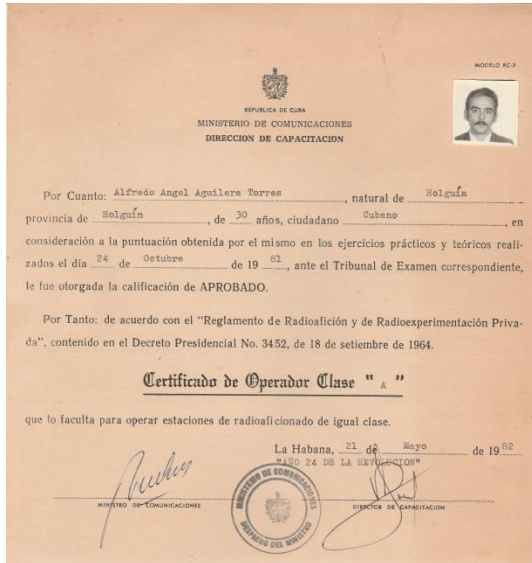 MODELO RC-2
REPUBLICA DE CUBA
MINISTERIO DE COMUNICACIONES
DIRECCION DE CAPACITACION
Por Cuanto: Alfredo Angel Aguilera Torres, natural de Holguín
provincia de Holguín, de 30 años, ciudadano Cubano, en
consideración a la puntuación obtenida por el mismo en los ejercicios prácticos y teóricos reali-
zados el día 24 de Octubre de 1981, ante el Tribunal de Examen correspondiente,
le fue otorgada la calificación de APROBADO.
Por Tanto: de acuerdo con el "Reglamento de Radioafición y de Radioexperimentación Priva-
da", contenido en el Decreto Presidencial No. 3452, de 18 de setiembre de 1964.
Certificado de Operador Clase " A "
que lo faculta para operar estaciones de radioaficionado de igual clase.
La Habana, 21 de Mayo de 1982
"AÑO 24 DE LA REVOLUCION"
MINISTRO DE COMUNICACIONES
MINISTERIO DE COMUNICACIONES
DESPACHO DEL MINISTRO
DIRECTOR DE CAPACITACION